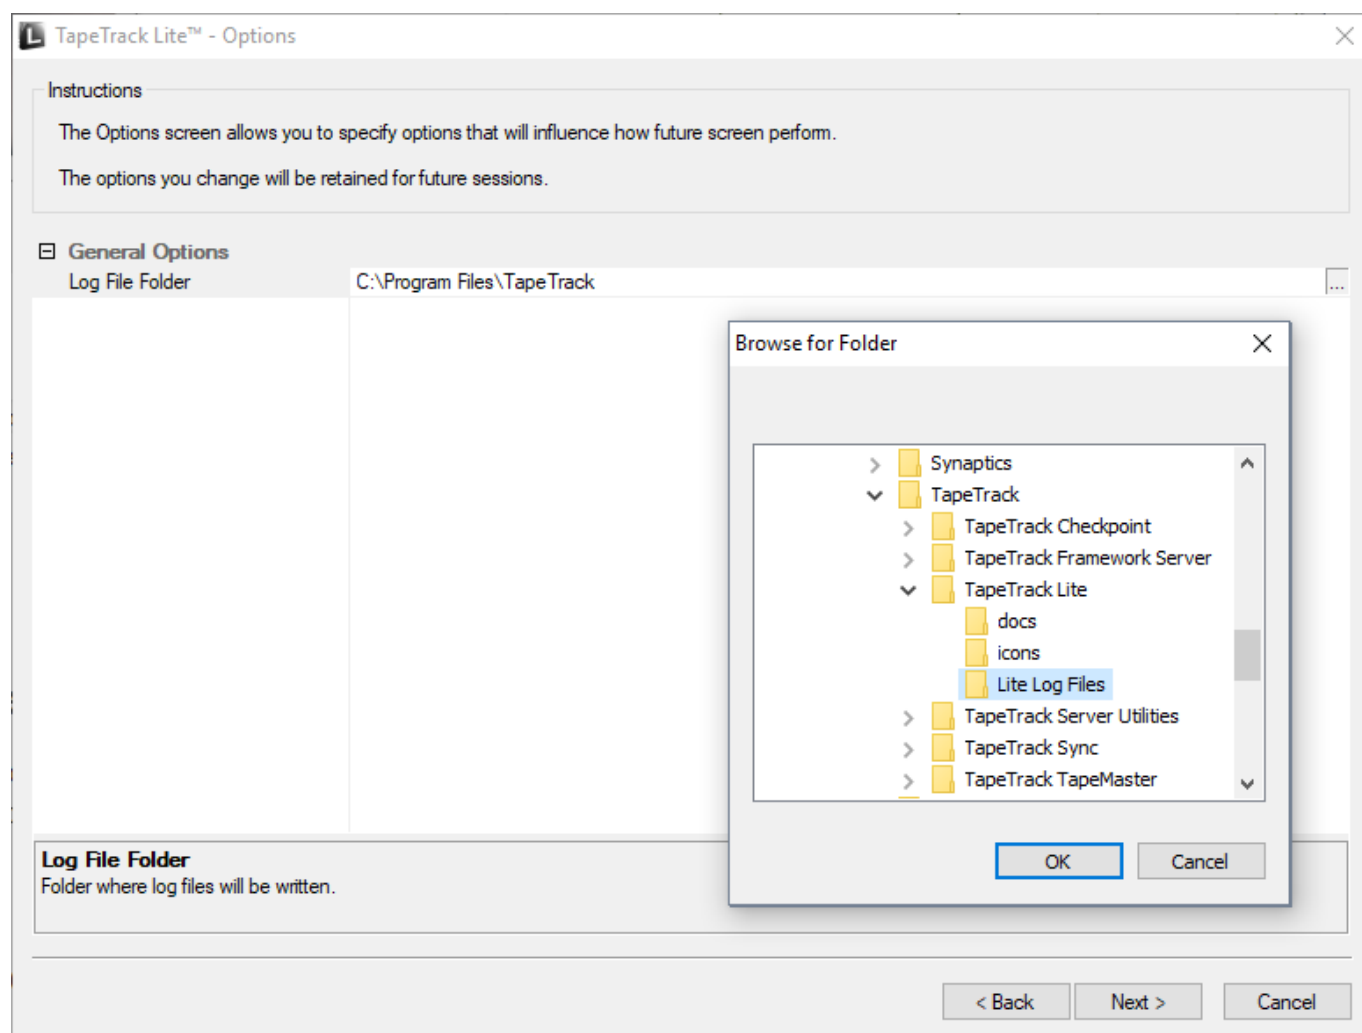 TapeTrack Lite™ - Options
Instructions
The Options screen allows you to specify options that will influence how future screen perform.
The options you change will be retained for future sessions.
General Options
Log File Folder C:\Program Files\TapeTrack ...
Browse for Folder
Synaptics
TapeTrack
TapeTrack Checkpoint
TapeTrack Framework Server
TapeTrack Lite
docs
icons
Lite Log Files
TapeTrack Server Utilities
TapeTrack Sync
TapeTrack TapeMaster
OK Cancel
Log File Folder
Folder where log files will be written.
< Back Next > Cancel